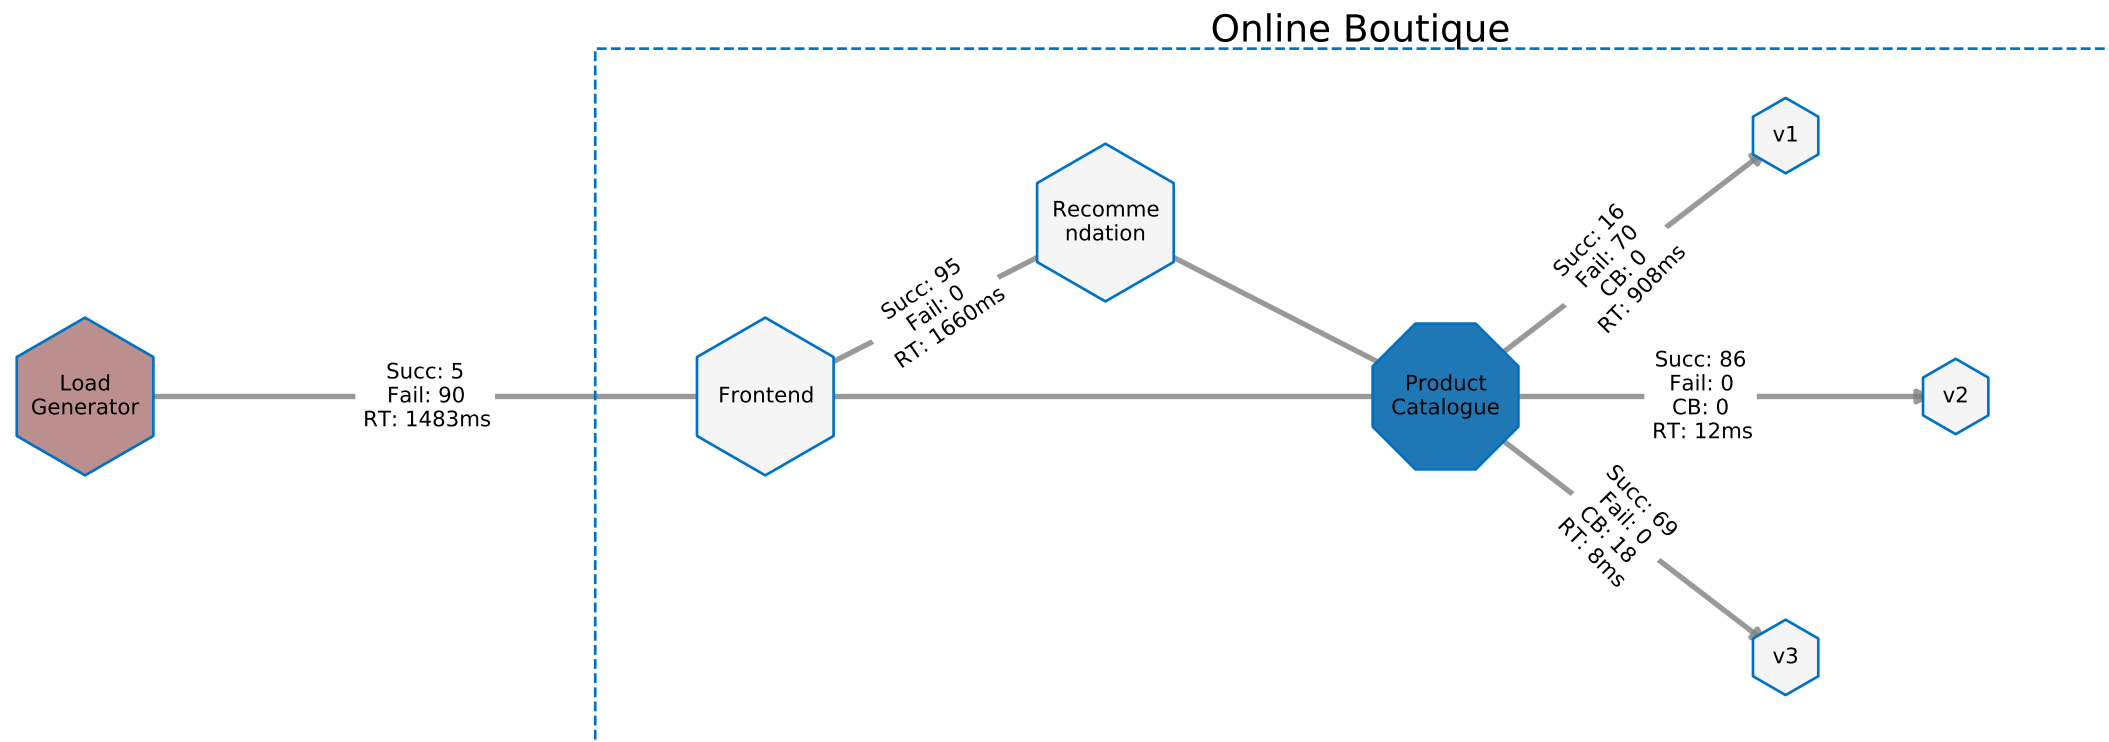 Online Boutique
Load
Generator
Succ: 5
Fail: 90
RT: 1483ms
Frontend
Succ: 95
Fail: 0
RT: 1660ms
Recomme
ndation
Product
Catalogue
Succ: 16
Fail: 70
CB: 0
RT: 908ms
v1
Succ: 86
Fail: 0
CB: 0
RT: 12ms
v2
Succ: 69
Fail: 0
CB: 18
RT: 8ms
v3